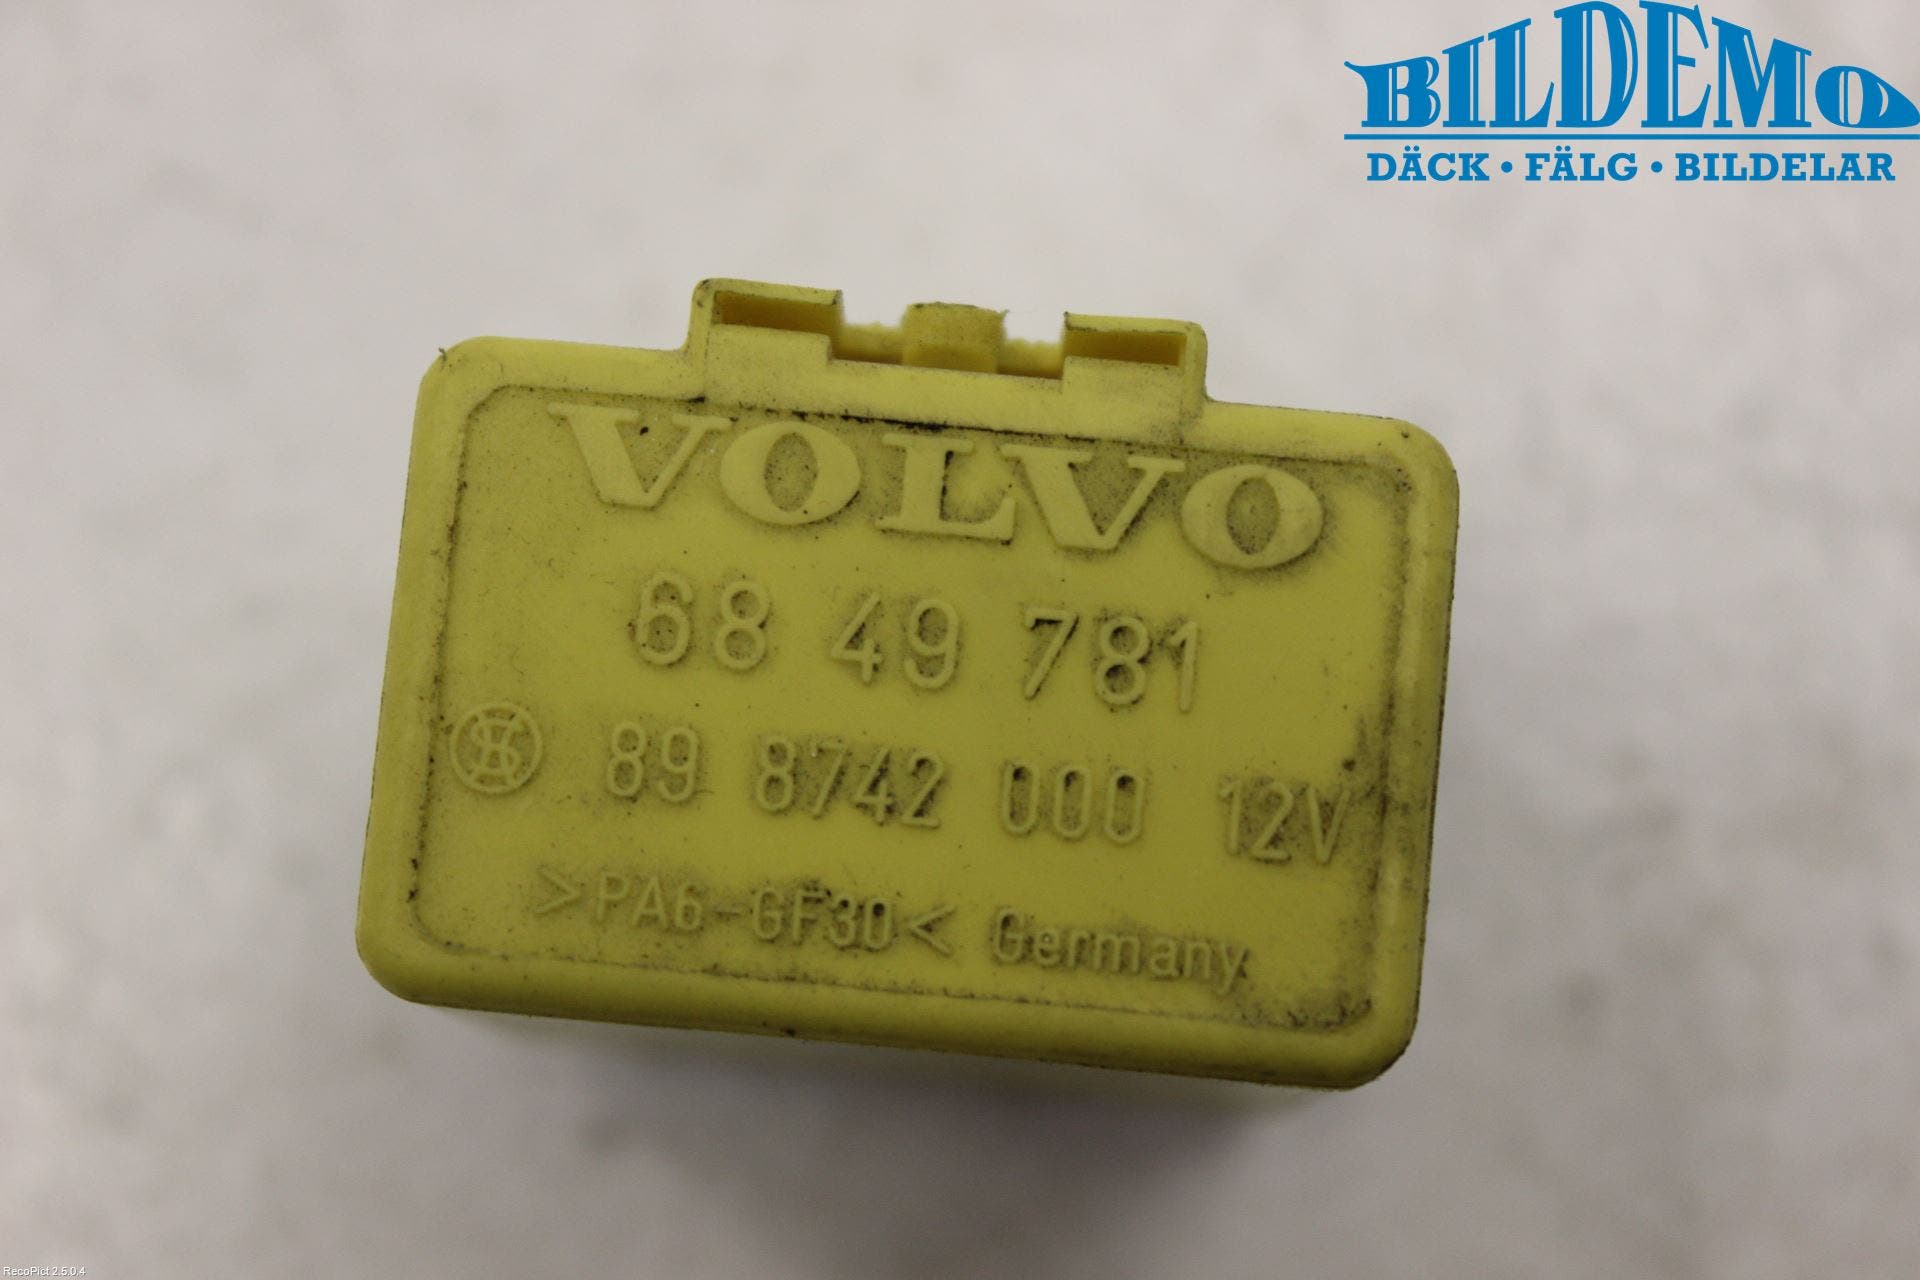 BILDEMO
DÄCK • FÄLG • BILDELAR
VOLVO
68 49 781
89 8742 000 12V
>PA6-GF30< Germany
RecoPict 2.5.0.4